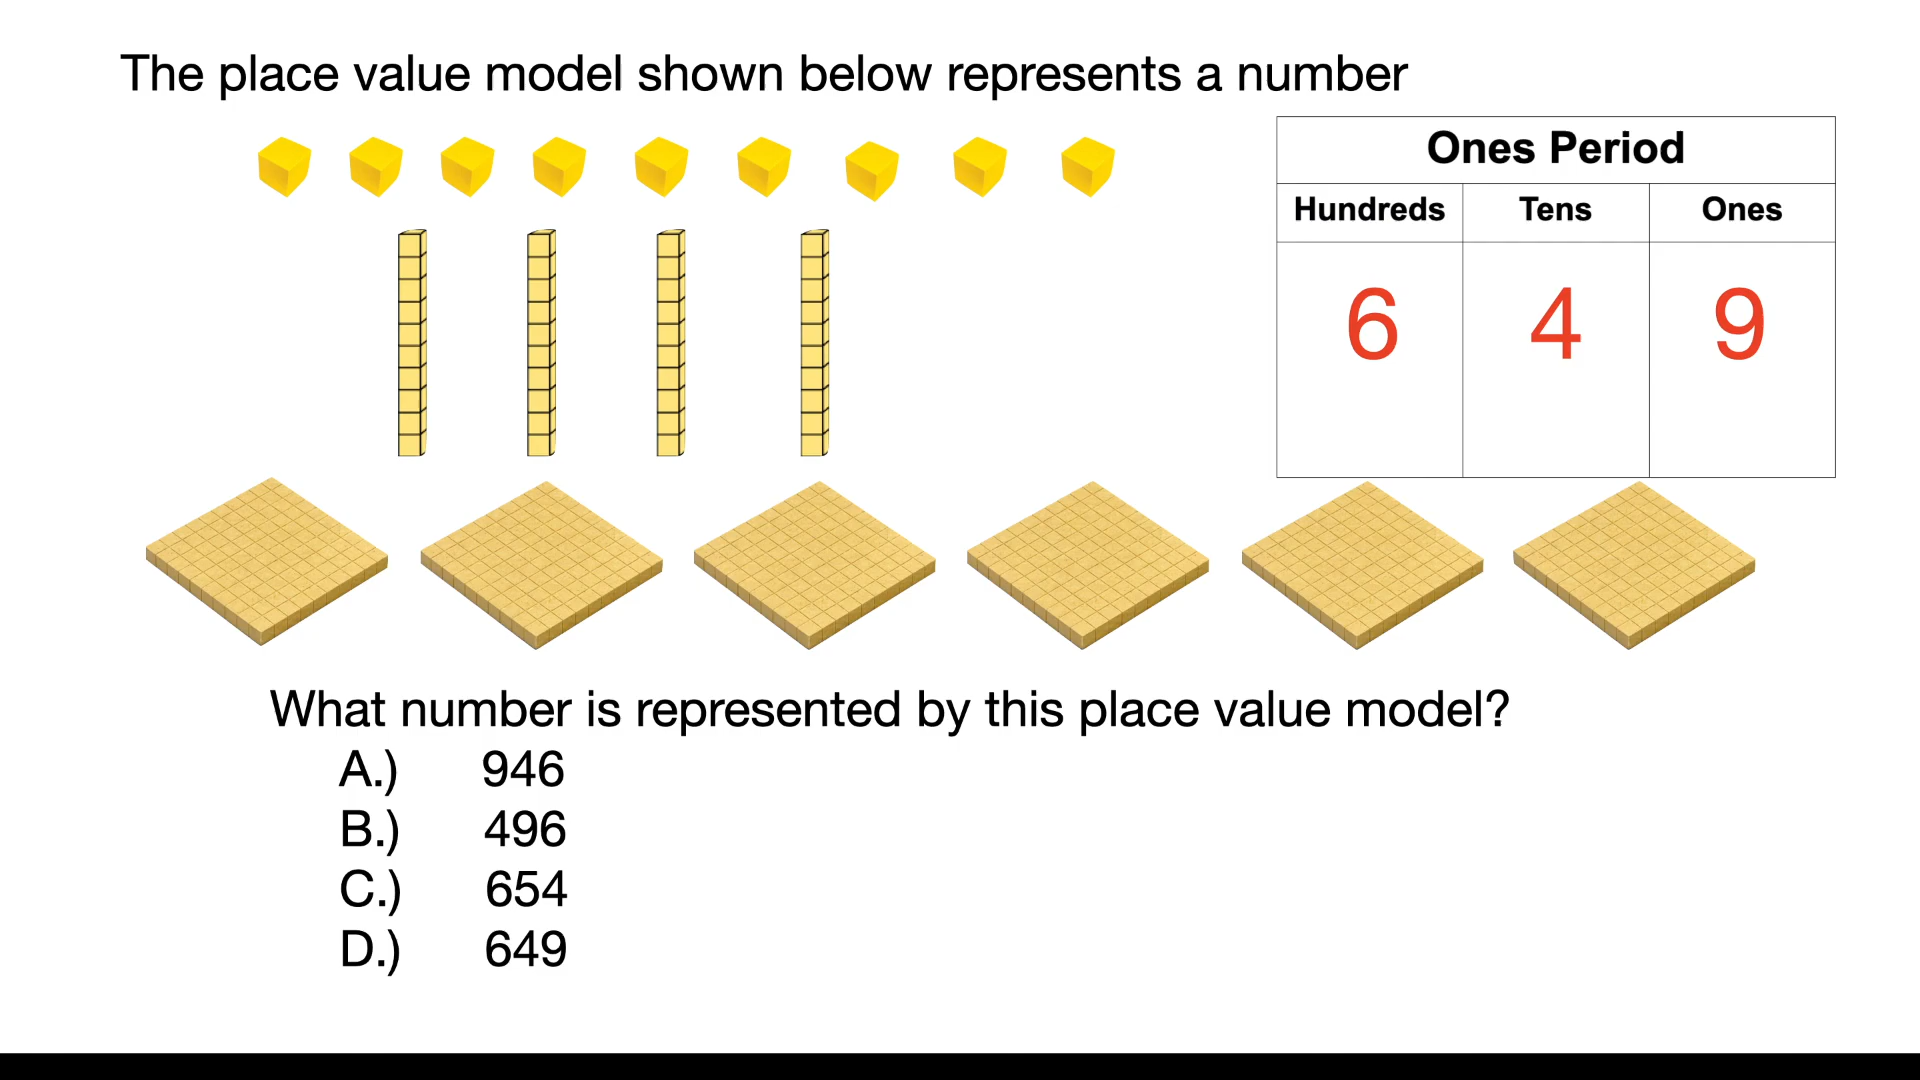 The place value model shown below represents a number
Ones Period
Hundreds Tens Ones
6 4 9
What number is represented by this place value model?
A.) 946
B.) 496
C.) 654
D.) 649